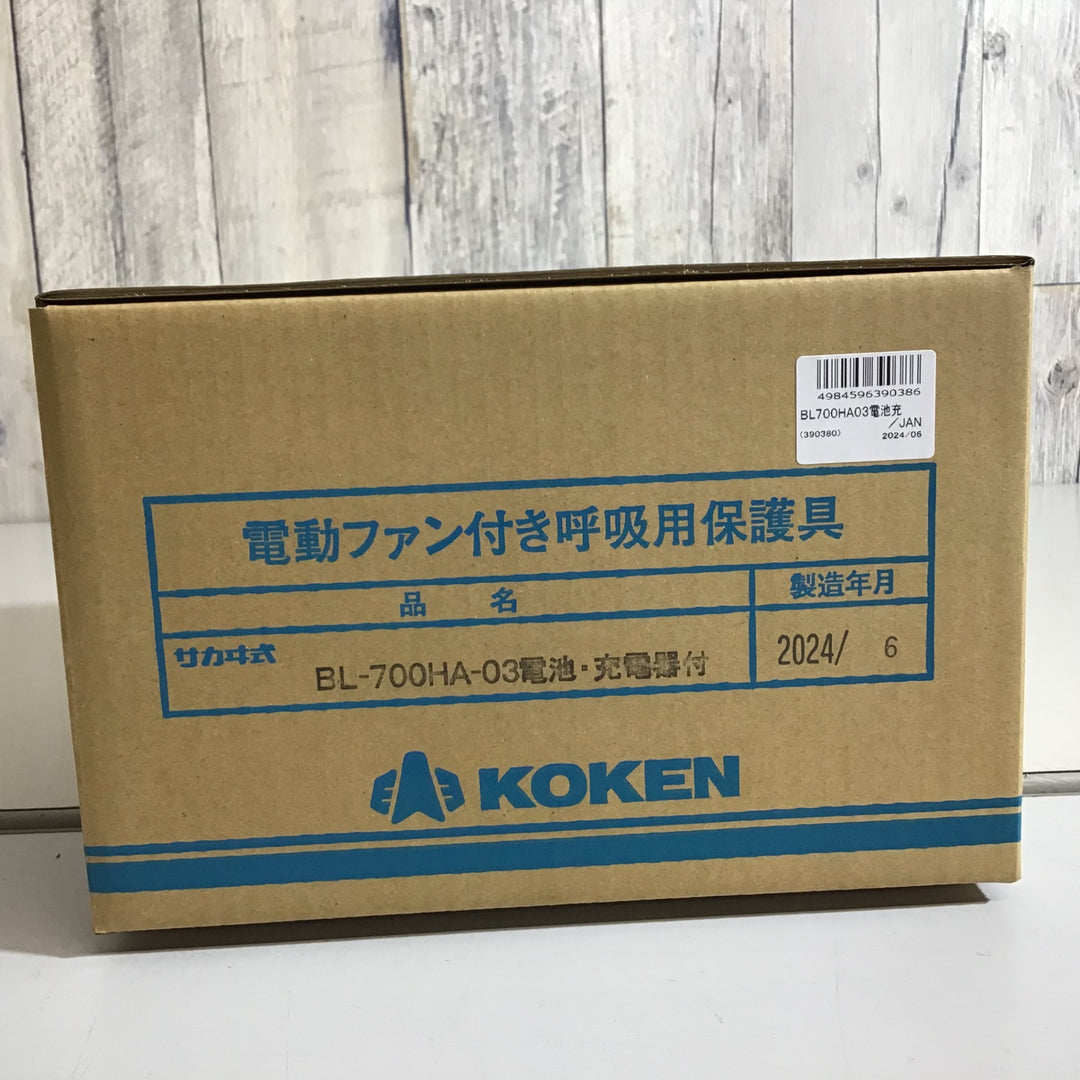 4984596390386
BL700HA03電池充
/JAN
(390380) 2024/06
電動ファン付き呼吸用保護具
品 名 製造年月
サカヰ式 BL-700HA-03電池・充電器付 2024/ 6
KOKEN